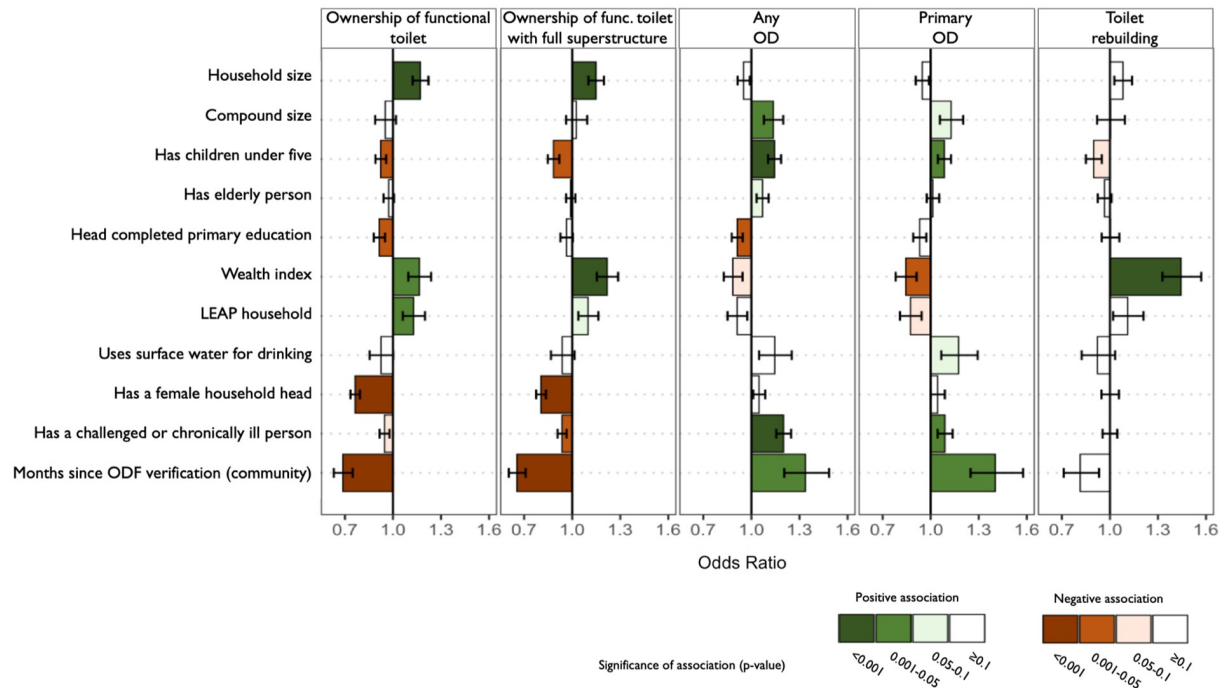 Ownership of functional
toilet
Ownership of func. toilet
with full superstructure
Any
OD
Primary
OD
Toilet
rebuilding
Household size
Compound size
Has children under five
Has elderly person
Head completed primary education
Wealth index
LEAP household
Uses surface water for drinking
Has a female household head
Has a challenged or chronically ill person
Months since ODF verification (community)
0.7 1.0 1.3 1.6 0.7 1.0 1.3 1.6 0.7 1.0 1.3 1.6 0.7 1.0 1.3 1.6 0.7 1.0 1.3 1.6
Odds Ratio
Positive association
Negative association
Significance of association (p-value)
<0.001 0.001-0.05 0.05-0.1 ≥0.1
<0.001 0.001-0.05 0.05-0.1 ≥0.1